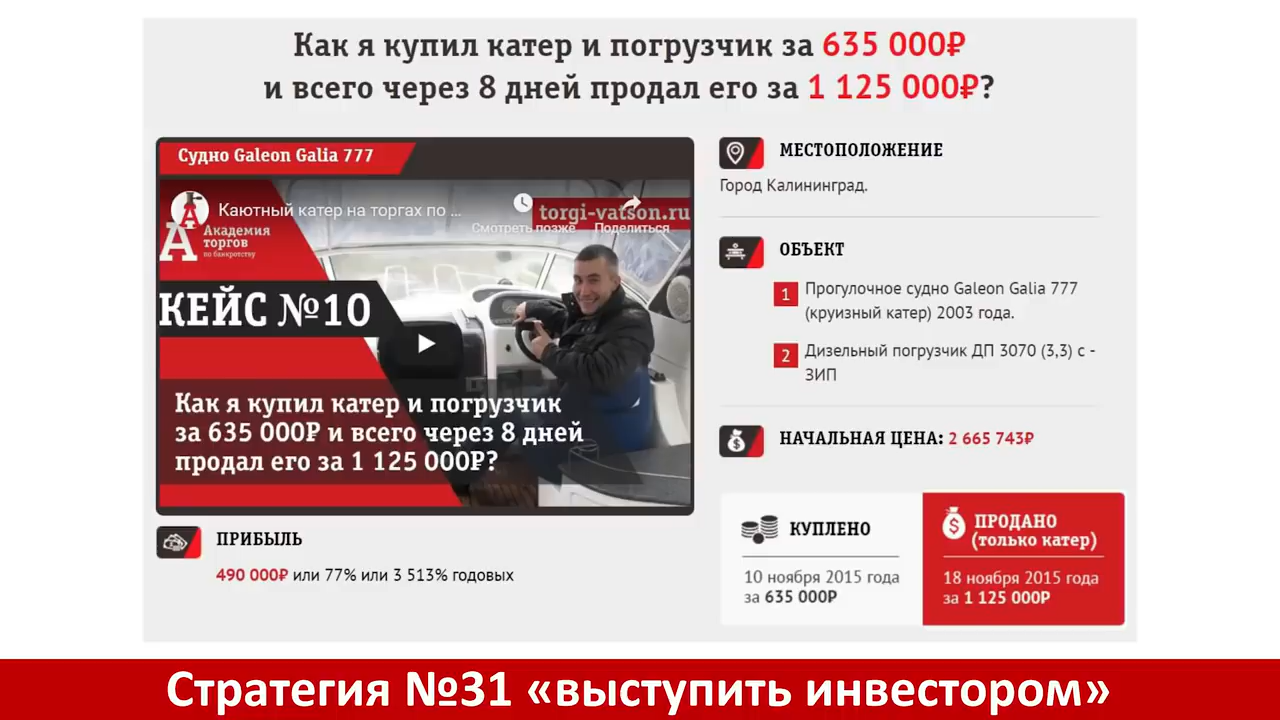 Как я купил катер и погрузчик за 635 000₽
и всего через 8 дней продал его за 1 125 000₽?
Судно Galeon Galia 777
Каютный катер на торгах по ...
Смотреть позже
Поделиться
torgi-vatson.ru
А
Академия
торгов
по банкротству
КЕЙС №10
Как я купил катер и погрузчик
за 635 000₽ и всего через 8 дней
продал его за 1 125 000₽?
ПРИБЫЛЬ
490 000₽ или 77% или 3 513% годовых
МЕСТОПОЛОЖЕНИЕ
Город Калининград.
ОБЪЕКТ
1 Прогулочное судно Galeon Galia 777
(круизный катер) 2003 года.
2 Дизельный погрузчик ДП 3070 (3,3) с -
ЗИП
НАЧАЛЬНАЯ ЦЕНА: 2 665 743₽
КУПЛЕНО
10 ноября 2015 года
за 635 000₽
ПРОДАНО
(только катер)
18 ноября 2015 года
за 1 125 000₽
Стратегия №31 «выступить инвестором»